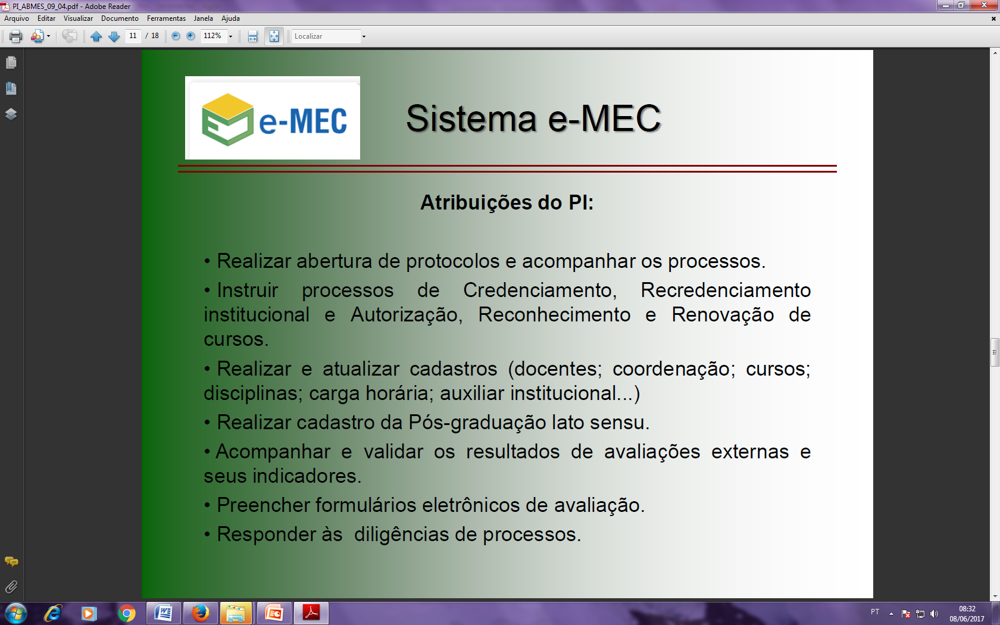 PI_ABMES_09_04.pdf - Adobe Reader
Arquivo Editar Visualizar Documento Ferramentas Janela Ajuda
11 / 18 112% Localizar
e-MEC
Sistema e-MEC
Atribuições do PI:
• Realizar abertura de protocolos e acompanhar os processos.
• Instruir processos de Credenciamento, Recredenciamento
institucional e Autorização, Reconhecimento e Renovação de
cursos.
• Realizar e atualizar cadastros (docentes; coordenação; cursos;
disciplinas; carga horária; auxiliar institucional...)
• Realizar cadastro da Pós-graduação lato sensu.
• Acompanhar e validar os resultados de avaliações externas e
seus indicadores.
• Preencher formulários eletrônicos de avaliação.
• Responder às diligências de processos.
PT
08:32
08/06/2017